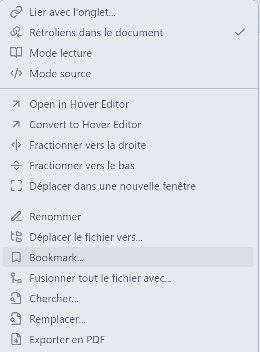 Lier avec l'onglet...
Rétroliens dans le document
Mode lecture
Mode source
Open in Hover Editor
Convert to Hover Editor
Fractionner vers la droite
Fractionner vers le bas
Déplacer dans une nouvelle fenêtre
Renommer
Déplacer le fichier vers...
Bookmark...
Fusionner tout le fichier avec...
Chercher...
Remplacer...
Exporter en PDF